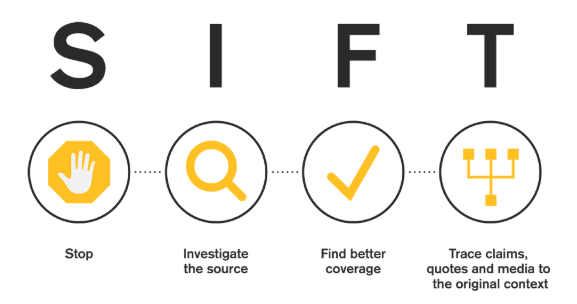 S I F T
Stop
Investigate
the source
Find better
coverage
Trace claims,
quotes and media to
the original context